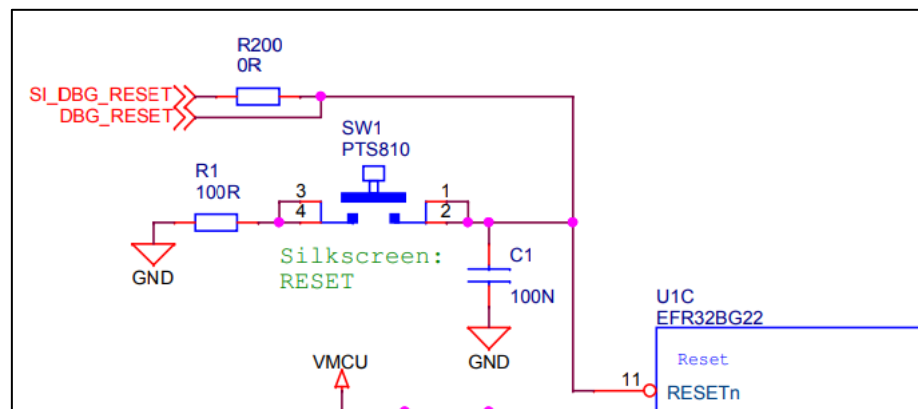 R200
0R
SI_DBG_RESET
DBG_RESET
SW1
PTS810
R1
100R
3
4
1
2
GND
Silkscreen:
RESET
C1
100N
GND
U1C
EFR32BG22
VMCU
Reset
11
RESETn